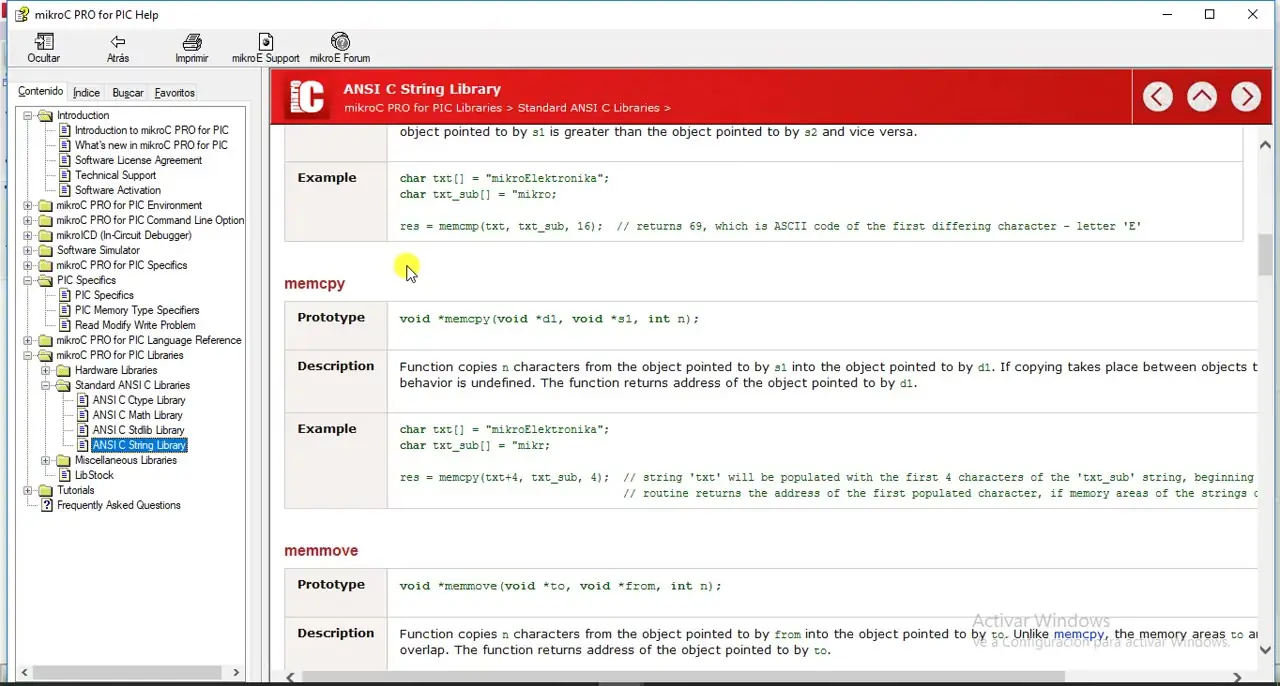 mikroC PRO for PIC Help
Ocultar
Atrás
Imprimir
mikroE Support
mikroE Forum
Contenido
Índice
Buscar
Favoritos
Introduction
Introduction to mikroC PRO for PIC
What's new in mikroC PRO for PIC
Software License Agreement
Technical Support
Software Activation
mikroC PRO for PIC Environment
mikroC PRO for PIC Command Line Option
mikroICD (In-Circuit Debugger)
Software Simulator
mikroC PRO for PIC Specifics
PIC Specifics
PIC Specifics
PIC Memory Type Specifiers
Read Modify Write Problem
mikroC PRO for PIC Language Reference
mikroC PRO for PIC Libraries
Hardware Libraries
Standard ANSI C Libraries
ANSI C Ctype Library
ANSI C Math Library
ANSI C Stdlib Library
ANSI C String Library
Miscellaneous Libraries
LibStock
Tutorials
Frequently Asked Questions
mikro C
ANSI C String Library
mikroC PRO for PIC Libraries > Standard ANSI C Libraries >
object pointed to by s1 is greater than the object pointed to by s2 and vice versa.
Example
char txt[] = "mikroElektronika";
char txt_sub[] = "mikro;
res = memcmp(txt, txt_sub, 16); // returns 69, which is ASCII code of the first differing character - letter 'E'
memcpy
Prototype
void *memcpy(void *d1, void *s1, int n);
Description
Function copies n characters from the object pointed to by s1 into the object pointed to by d1. If copying takes place between objects t
behavior is undefined. The function returns address of the object pointed to by d1.
Example
char txt[] = "mikroElektronika";
char txt_sub[] = "mikr;
res = memcpy(txt+4, txt_sub, 4); // string 'txt' will be populated with the first 4 characters of the 'txt_sub' string, beginning
// routine returns the address of the first populated character, if memory areas of the strings
memmove
Prototype
void *memmove(void *to, void *from, int n);
Description
Function copies n characters from the object pointed to by from into the object pointed to by to. Unlike memcpy, the memory areas to a
overlap. The function returns address of the object pointed to by to.
Activar Windows
Ve a Configuración para activar Windows.